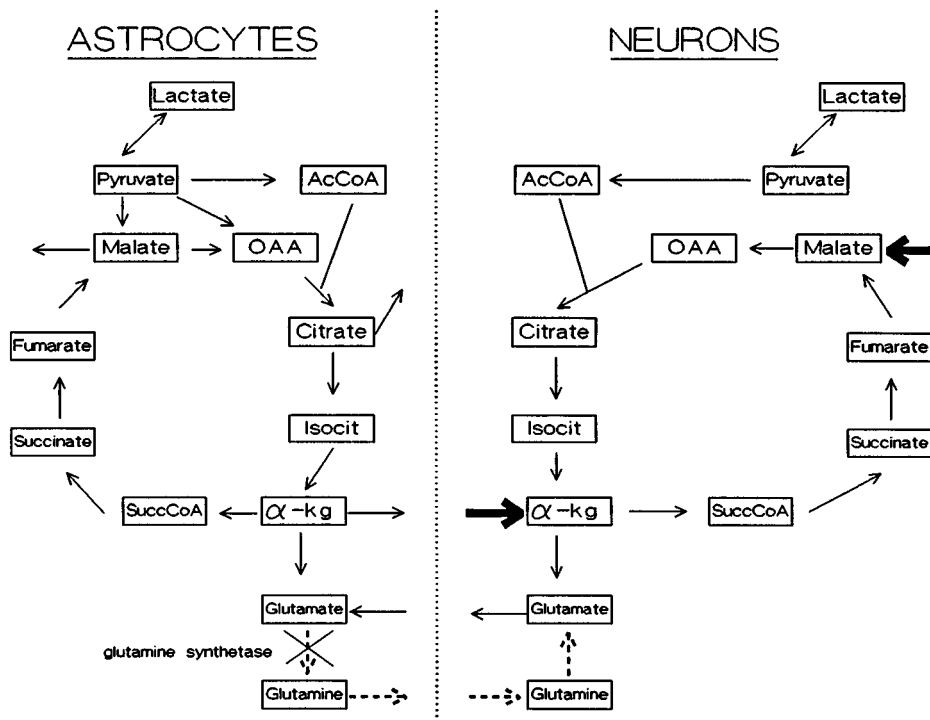 ASTROCYTES
Lactate
Pyruvate
AcCoA
Malate
OAA
Citrate
Fumarate
Isocit
Succinate
SuccCoA
α-kg
Glutamate
glutamine synthetase
Glutamine
NEURONS
Lactate
AcCoA
Pyruvate
OAA
Malate
Citrate
Fumarate
Isocit
Succinate
α-kg
SuccCoA
Glutamate
Glutamine